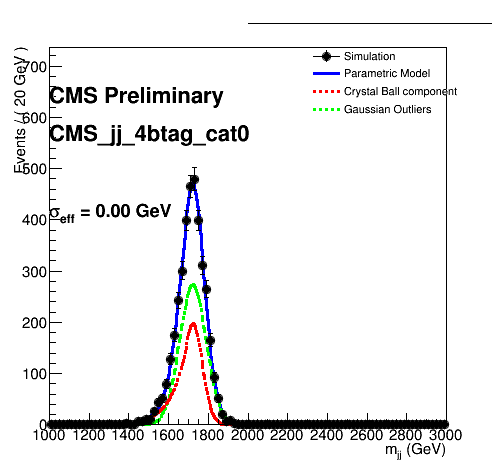 Simulation
Parametric Model
Crystal Ball component
Gaussian Outliers
CMS Preliminary
CMS_jj_4btag_cat0
σeff = 0.00 GeV
Events / ( 20 GeV )
700
600
500
400
300
200
100
0
1000 1200 1400 1600 1800 2000 2200 2400 2600 2800 3000
mjj (GeV)